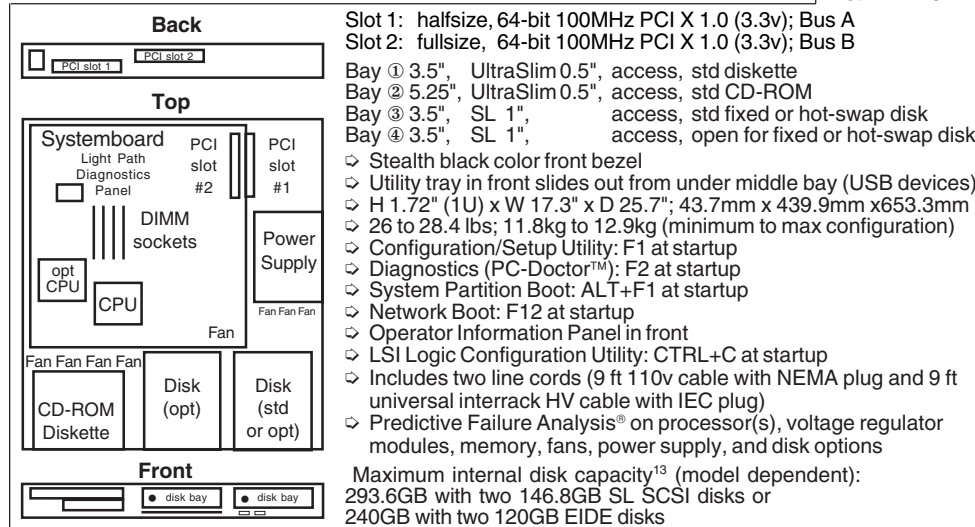 Back
PCI slot 1
PCI slot 2
Top
Systemboard
Light Path
Diagnostics
Panel
PCI
slot
#2
PCI
slot
#1
DIMM
sockets
Power
Supply
opt
CPU
CPU
Fan Fan Fan
Fan
Fan Fan Fan Fan
CD-ROM
Diskette
Disk
(opt)
Disk
(std
or opt)
Front
disk bay
disk bay
Slot 1: halfsize, 64-bit 100MHz PCI X 1.0 (3.3v); Bus A
Slot 2: fullsize, 64-bit 100MHz PCI X 1.0 (3.3v); Bus B
Bay ① 3.5", UltraSlim 0.5", access, std diskette
Bay ② 5.25", UltraSlim 0.5", access, std CD-ROM
Bay ③ 3.5", SL 1", access, std fixed or hot-swap disk
Bay ④ 3.5", SL 1", access, open for fixed or hot-swap disk
➭ Stealth black color front bezel
➭ Utility tray in front slides out from under middle bay (USB devices)
➭ H 1.72" (1U) x W 17.3" x D 25.7"; 43.7mm x 439.9mm x653.3mm
➭ 26 to 28.4 lbs; 11.8kg to 12.9kg (minimum to max configuration)
➭ Configuration/Setup Utility: F1 at startup
➭ Diagnostics (PC-Doctor™): F2 at startup
➭ System Partition Boot: ALT+F1 at startup
➭ Network Boot: F12 at startup
➭ Operator Information Panel in front
➭ LSI Logic Configuration Utility: CTRL+C at startup
➭ Includes two line cords (9 ft 110v cable with NEMA plug and 9 ft
universal interrack HV cable with IEC plug)
➭ Predictive Failure Analysis® on processor(s), voltage regulator
modules, memory, fans, power supply, and disk options
Maximum internal disk capacity¹³ (model dependent):
293.6GB with two 146.8GB SL SCSI disks or
240GB with two 120GB EIDE disks